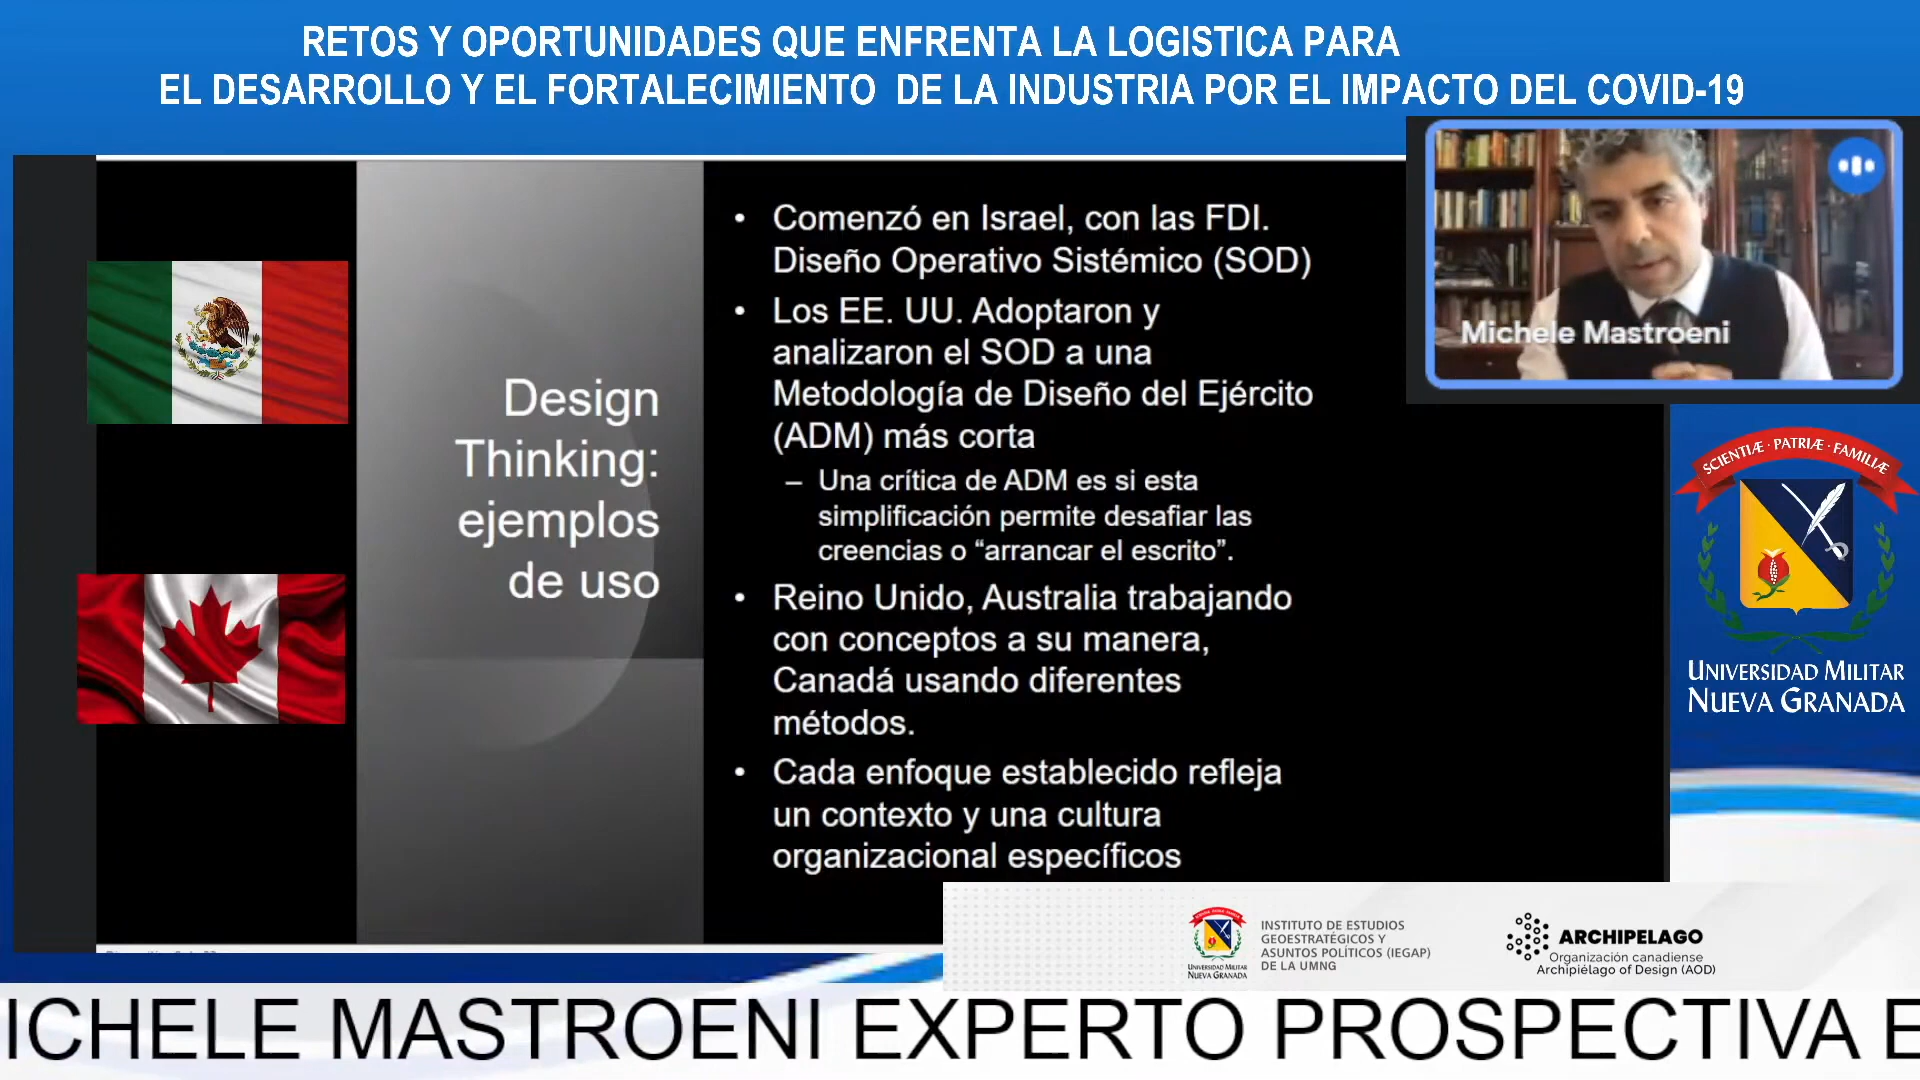 RETOS Y OPORTUNIDADES QUE ENFRENTA LA LOGISTICA PARA
EL DESARROLLO Y EL FORTALECIMIENTO DE LA INDUSTRIA POR EL IMPACTO DEL COVID-19
Michele Mastroeni
Design
Thinking:
ejemplos
de uso
• Comenzó en Israel, con las FDI.
Diseño Operativo Sistémico (SOD)
• Los EE. UU. Adoptaron y
analizaron el SOD a una
Metodología de Diseño del Ejército
(ADM) más corta
– Una crítica de ADM es si esta
simplificación permite desafiar las
creencias o “arrancar el escrito”.
• Reino Unido, Australia trabajando
con conceptos a su manera,
Canadá usando diferentes
métodos.
• Cada enfoque establecido refleja
un contexto y una cultura
organizacional específicos
SCIENTIÆ · PATRIÆ · FAMILIÆ
UNIVERSIDAD MILITAR
NUEVA GRANADA
UNIVERSIDAD MILITAR
NUEVA GRANADA
INSTITUTO DE ESTUDIOS
GEOESTRATÉGICOS Y
ASUNTOS POLÍTICOS (IEGAP)
DE LA UMNG
ARCHIPELAGO
Organización canadiense
Archipiélago of Design (AOD)
ICHELE MASTROENI EXPERTO PROSPECTIVA E